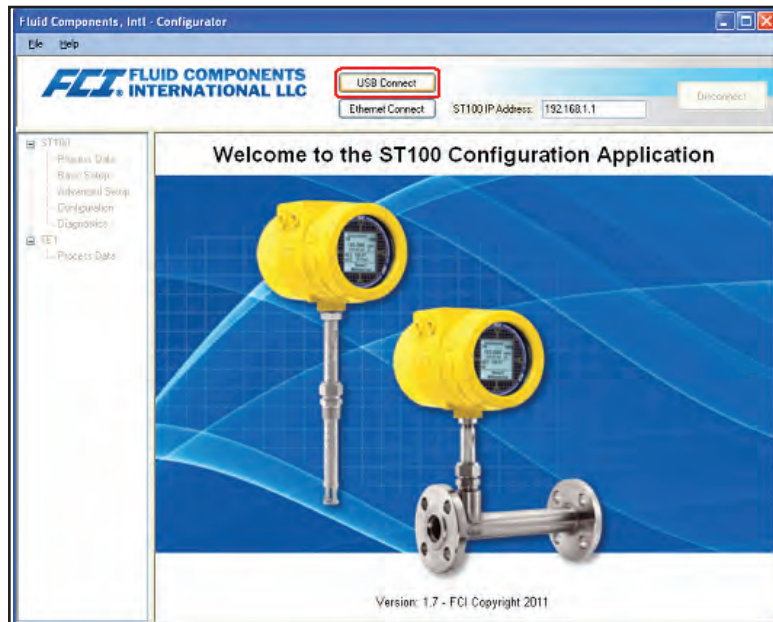 Fluid Components, Intl - Configurator
File Help
FCI. FLUID COMPONENTS
INTERNATIONAL LLC
USB Connect
Ethernet Connect
ST100 IP Address: 192.168.1.1
Disconnect
ST100
Process Data
Basic Setup
Advanced Setup
Configuration
Diagnostics
FE1
Process Data
Welcome to the ST100 Configuration Application
Version: 1.7 - FCI Copyright 2011